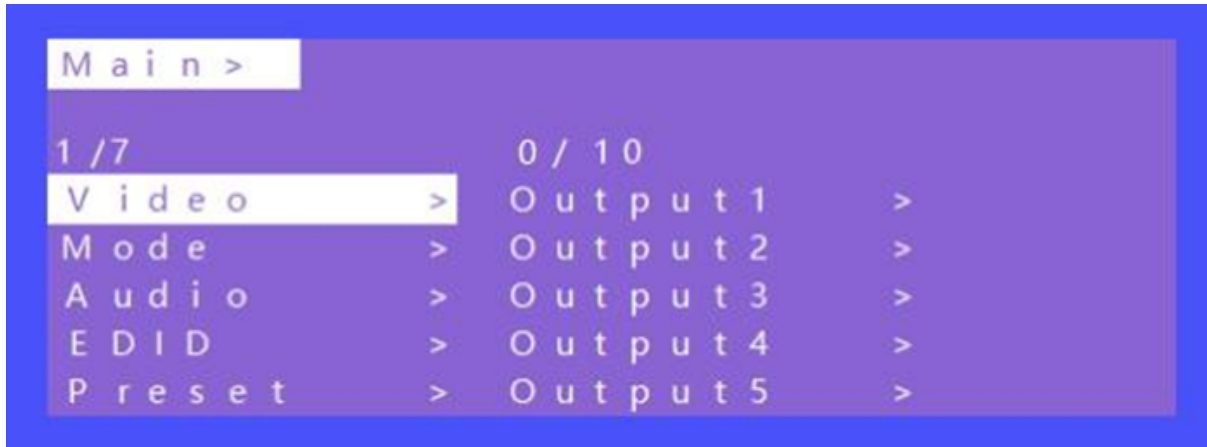 Main>
1/7 0/10
Video > Output1 >
Mode > Output2 >
Audio > Output3 >
EDID > Output4 >
Preset > Output5 >